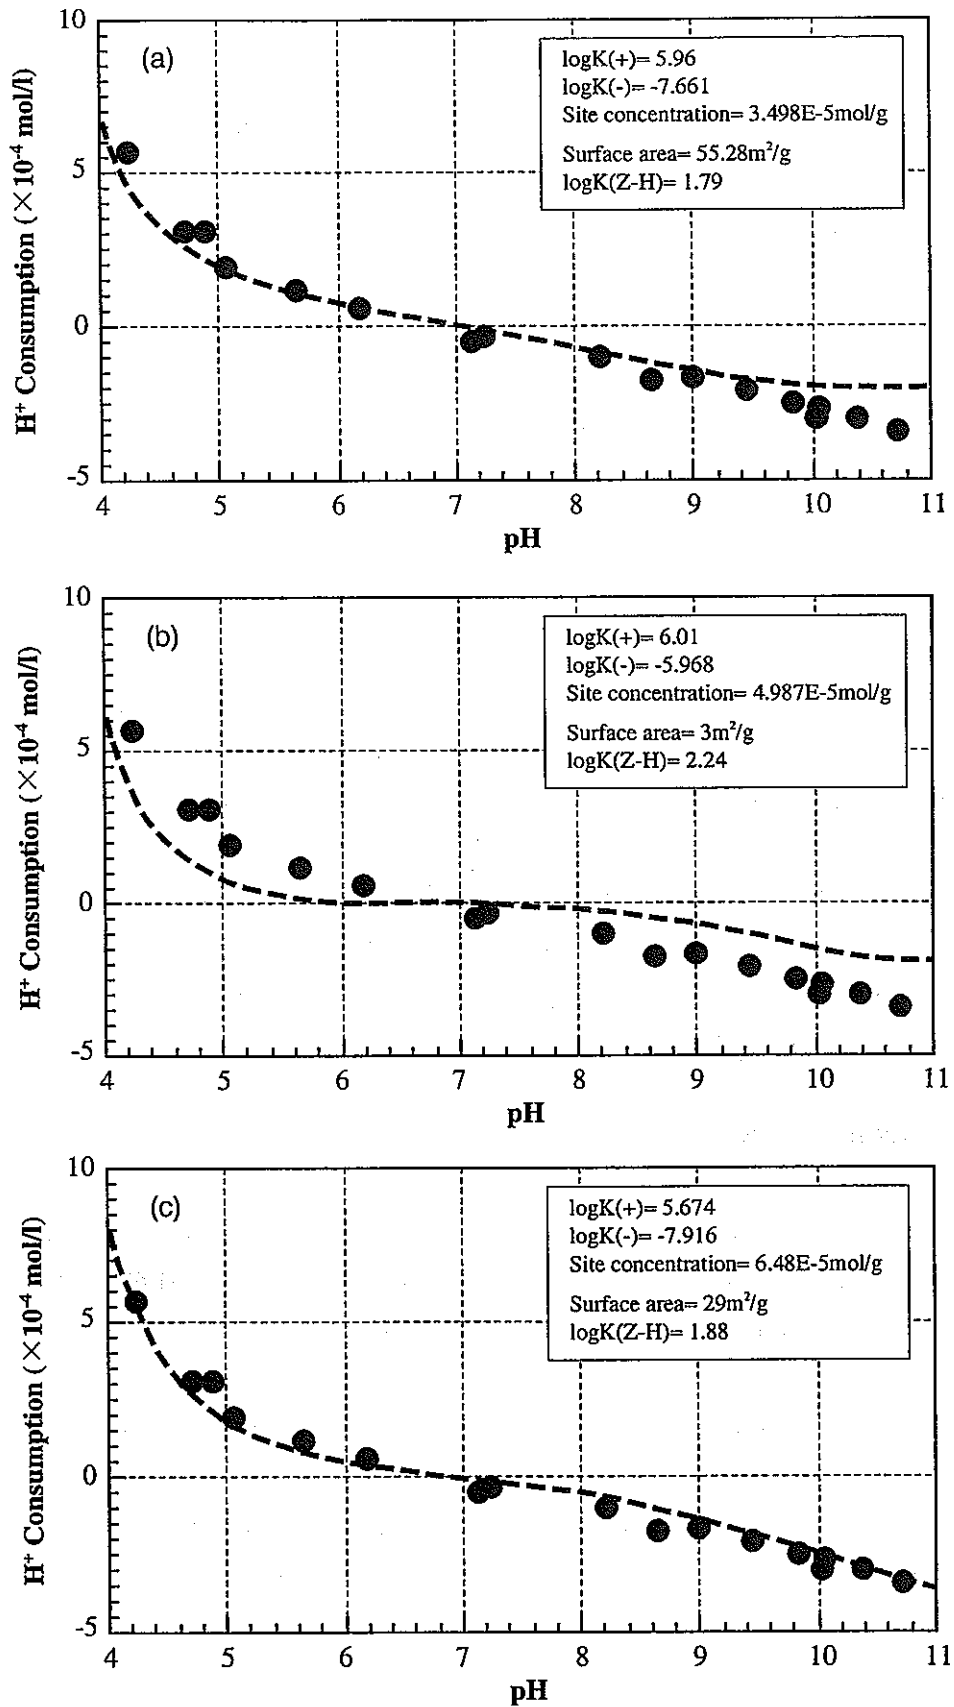 10
(a)
logK(+)= 5.96
logK(-)= -7.661
Site concentration= 3.498E-5mol/g
Surface area= 55.28m²/g
logK(Z-H)= 1.79
5
0
-5
H⁺ Consumption (×10⁻⁴ mol/l)
4 5 6 7 8 9 10 11
pH
10
(b)
logK(+)= 6.01
logK(-)= -5.968
Site concentration= 4.987E-5mol/g
Surface area= 3m²/g
logK(Z-H)= 2.24
5
0
-5
H⁺ Consumption (×10⁻⁴ mol/l)
4 5 6 7 8 9 10 11
pH
10
(c)
logK(+)= 5.674
logK(-)= -7.916
Site concentration= 6.48E-5mol/g
Surface area= 29m²/g
logK(Z-H)= 1.88
5
0
-5
H⁺ Consumption (×10⁻⁴ mol/l)
4 5 6 7 8 9 10 11
pH